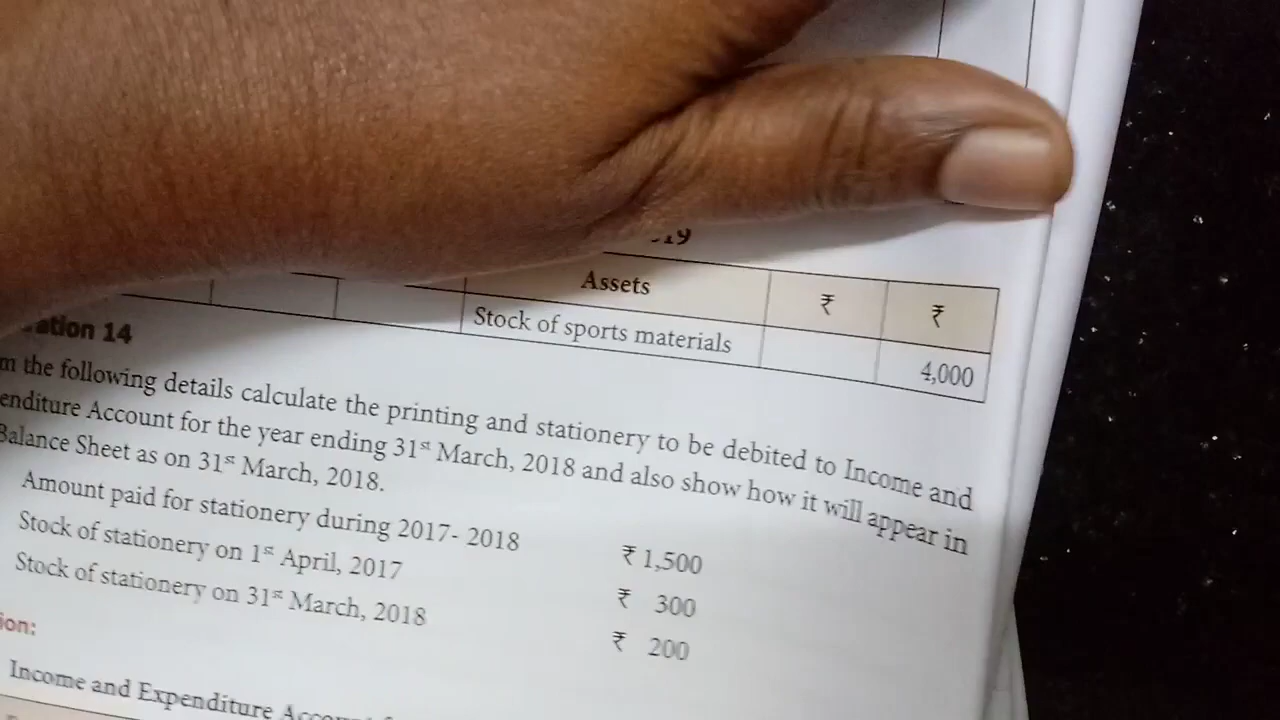 Assets ₹ ₹
Stock of sports materials 4,000
ation 14
m the following details calculate the printing and stationery to be debited to Income and
enditure Account for the year ending 31st March, 2018 and also show how it will appear in
Balance Sheet as on 31st March, 2018.
Amount paid for stationery during 2017- 2018 ₹ 1,500
Stock of stationery on 1st April, 2017 ₹ 300
Stock of stationery on 31st March, 2018 ₹ 200
ion:
Income and Expenditure